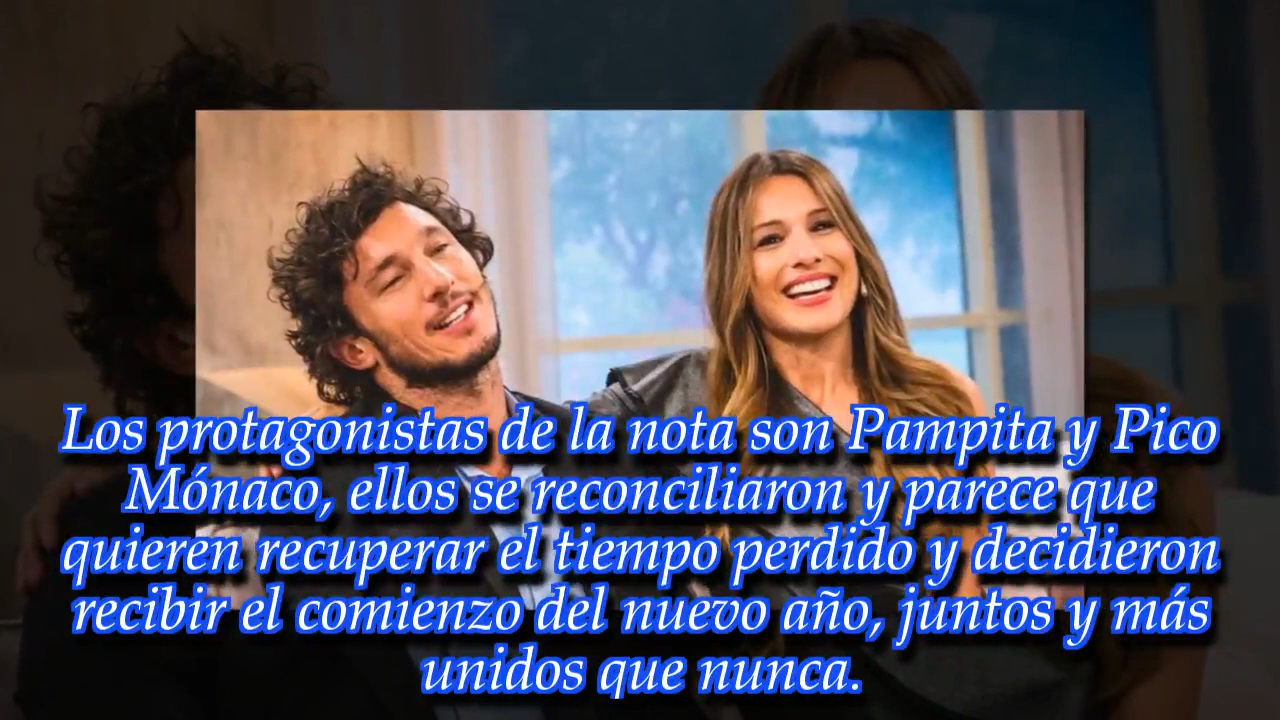 Los protagonistas de la nota son Pampita y Pico
Mónaco, ellos se reconciliaron y parece que
quieren recuperar el tiempo perdido y decidieron
recibir el comienzo del nuevo año, juntos y más
unidos que nunca.